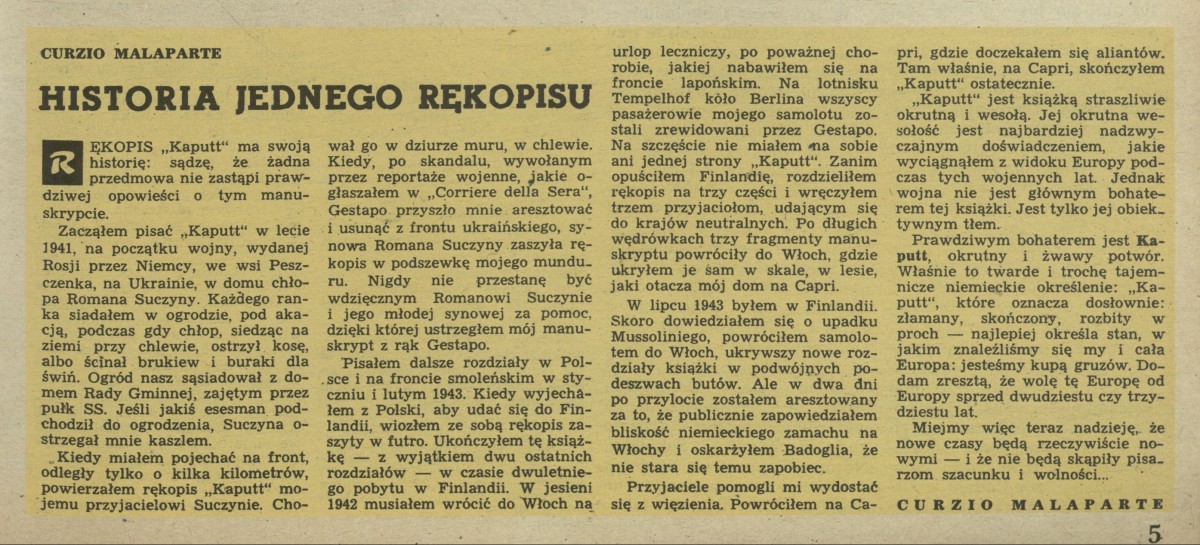 CURZIO MALAPARTE
HISTORIA JEDNEGO RĘKOPISU
RĘKOPIS „Kaputt" ma swoją
historię: sądzę, że żadna
przedmowa nie zastąpi praw-
dziwej opowieści o tym manu-
skrypcie.
Zacząłem pisać „Kaputt" w lecie
1941, na początku wojny, wydanej
Rosji przez Niemcy, we wsi Pesz-
czenka, na Ukrainie, w domu chło-
pa Romana Suczyny. Każdego ran-
ka siadałem w ogrodzie, pod aka-
cją, podczas gdy chłop, siedząc na
ziemi przy chlewie, ostrzył kosę,
albo ścinał brukiew i buraki dla
świń. Ogród nasz sąsiadował z do-
mem Rady Gminnej, zajętym przez
pułk SS. Jeśli jakiś esesman pod-
chodził do ogrodzenia, Suczyna o-
strzegał mnie kaszlem.
Kiedy miałem pojechać na front,
odległy tylko o kilka kilometrów,
powierzałem rękopis „Kaputt" mo-
jemu przyjacielowi Suczynie. Cho-
wał go w dziurze muru, w chlewie.
Kiedy, po skandalu, wywołanym
przez reportaże wojenne, jakie o-
głaszałem w „Corriere della Sera",
Gestapo przyszło mnie aresztować
i usunąć z frontu ukraińskiego, sy-
nowa Romana Suczyny zaszyła rę-
kopis w podszewkę mojego mundu-
ru. Nigdy nie przestanę być
wdzięcznym Romanowi Suczynie
i jego młodej synowej za pomoc,
dzięki której ustrzegłem mój manu-
skrypt z rąk Gestapo.
Pisałem dalsze rozdziały w Pol-
sce i na froncie smoleńskim w sty-
czniu i lutym 1943. Kiedy wyjecha-
łem z Polski, aby udać się do Fin-
landii, wiozłem ze sobą rękopis za-
szyty w futro. Ukończyłem tę książ-
kę — z wyjątkiem dwu ostatnich
rozdziałów — w czasie dwuletnie-
go pobytu w Finlandii. W jesieni
1942 musiałem wrócić do Włoch na
urlop leczniczy, po poważnej cho-
robie, jakiej nabawiłem się na
froncie lapońskim. Na lotnisku
Tempelhof koło Berlina wszyscy
pasażerowie mojego samolotu zo-
stali zrewidowani przez Gestapo.
Na szczęście nie miałem na sobie
ani jednej strony „Kaputt". Zanim
opuściłem Finlandię, rozdzieliłem
rękopis na trzy części i wręczyłem
trzem przyjaciołom, udającym się
do krajów neutralnych. Po długich
wędrówkach trzy fragmenty manu-
skryptu powróciły do Włoch, gdzie
ukryłem je sam w skale, w lesie,
jaki otacza mój dom na Capri.
W lipcu 1943 byłem w Finlandii.
Skoro dowiedziałem się o upadku
Mussoliniego, powróciłem samolo-
tem do Włoch, ukrywszy nowe roz-
działy książki w podwójnych po-
deszwach butów. Ale w dwa dni
po przylocie zostałem aresztowany
za to, że publicznie zapowiedziałem
bliskość niemieckiego zamachu na
Włochy i oskarżyłem Badoglia, że
nie stara się temu zapobiec.
Przyjaciele pomogli mi wydostać
się z więzienia. Powróciłem na Ca-
pri, gdzie doczekałem się aliantów.
Tam właśnie, na Capri, skończyłem
„Kaputt" ostatecznie.
„Kaputt" jest książką straszliwie
okrutną i wesołą. Jej okrutna we-
sołość jest najbardziej nadzwy-
czajnym doświadczeniem, jakie
wyciągnąłem z widoku Europy pod-
czas tych wojennych lat. Jednak
wojna nie jest głównym bohate-
rem tej książki. Jest tylko jej obiek-
tywnym tłem.
Prawdziwym bohaterem jest Ka-
putt, okrutny i żwawy potwór.
Właśnie to twarde i trochę tajem-
nicze niemieckie określenie: „Ka-
putt", które oznacza dosłownie:
złamany, skończony, rozbity w
proch — najlepiej określa stan, w
jakim znaleźliśmy się my i cała
Europa: jesteśmy kupą gruzów. Do-
dam zresztą, że wolę tę Europę od
Europy sprzed dwudziestu czy trzy-
dziestu lat.
Miejmy więc teraz nadzieję, że
nowe czasy będą rzeczywiście no-
wymi — i że nie będą skąpiły pisa-
rzom szacunku i wolności...
CURZIO MALAPARTE
5